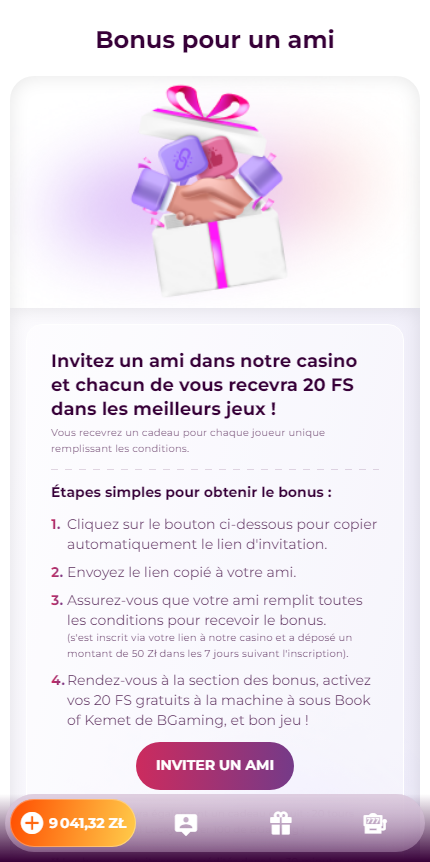 Bonus pour un ami
Invitez un ami dans notre casino
et chacun de vous recevra 20 FS
dans les meilleurs jeux !
Vous recevrez un cadeau pour chaque joueur unique
remplissant les conditions.
Étapes simples pour obtenir le bonus :
1. Cliquez sur le bouton ci-dessous pour copier
automatiquement le lien d'invitation.
2. Envoyez le lien copié à votre ami.
3. Assurez-vous que votre ami remplit toutes
les conditions pour recevoir le bonus.
(s'est inscrit via votre lien à notre casino et a déposé un
montant de 50 Zł dans les 7 jours suivant l'inscription).
4. Rendez-vous à la section des bonus, activez
vos 20 FS gratuits à la machine à sous Book
of Kemet de BGaming, et bon jeu !
INVITER UN AMI
9 041,32 ZŁ
777